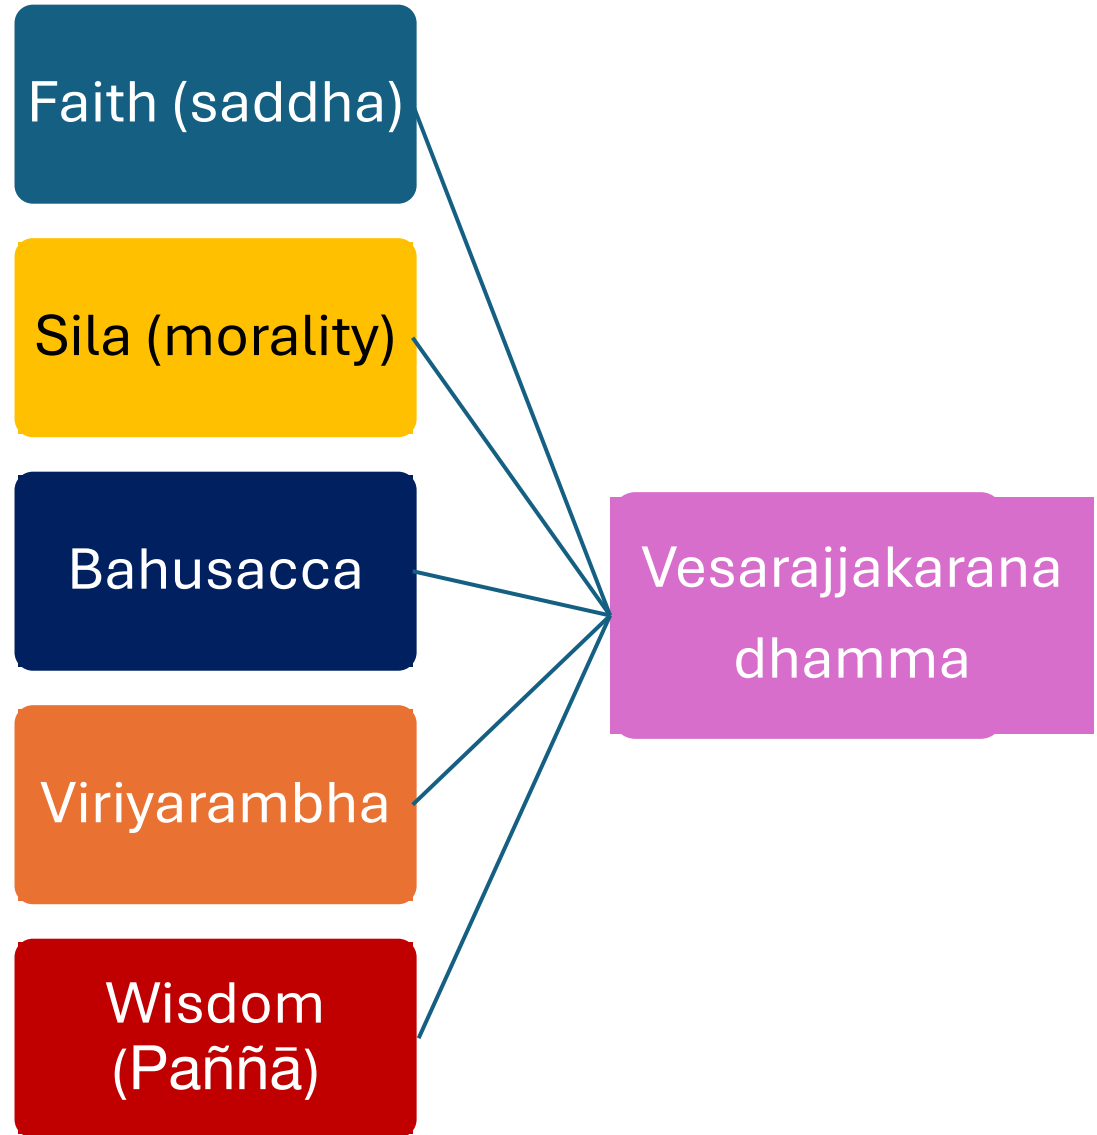 Faith (saddha)
Sila (morality)
Bahusacca
Viriyarambha
Wisdom
(Paññā)
Vesarajjakarana
dhamma